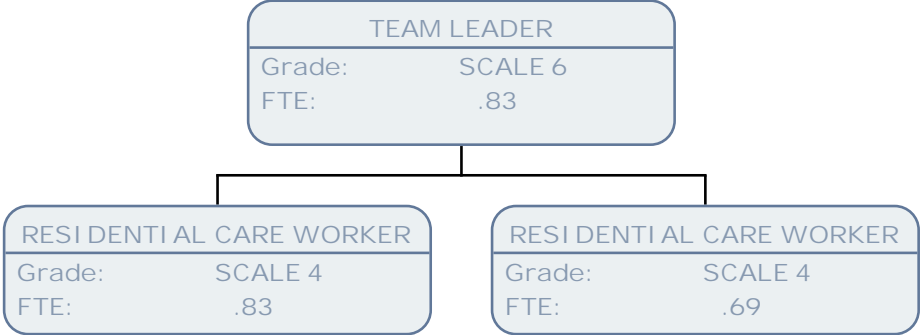 TEAM LEADER
Grade: SCALE 6
FTE: .83
RESIDENTIAL CARE WORKER
Grade: SCALE 4
FTE: .83
RESIDENTIAL CARE WORKER
Grade: SCALE 4
FTE: .69